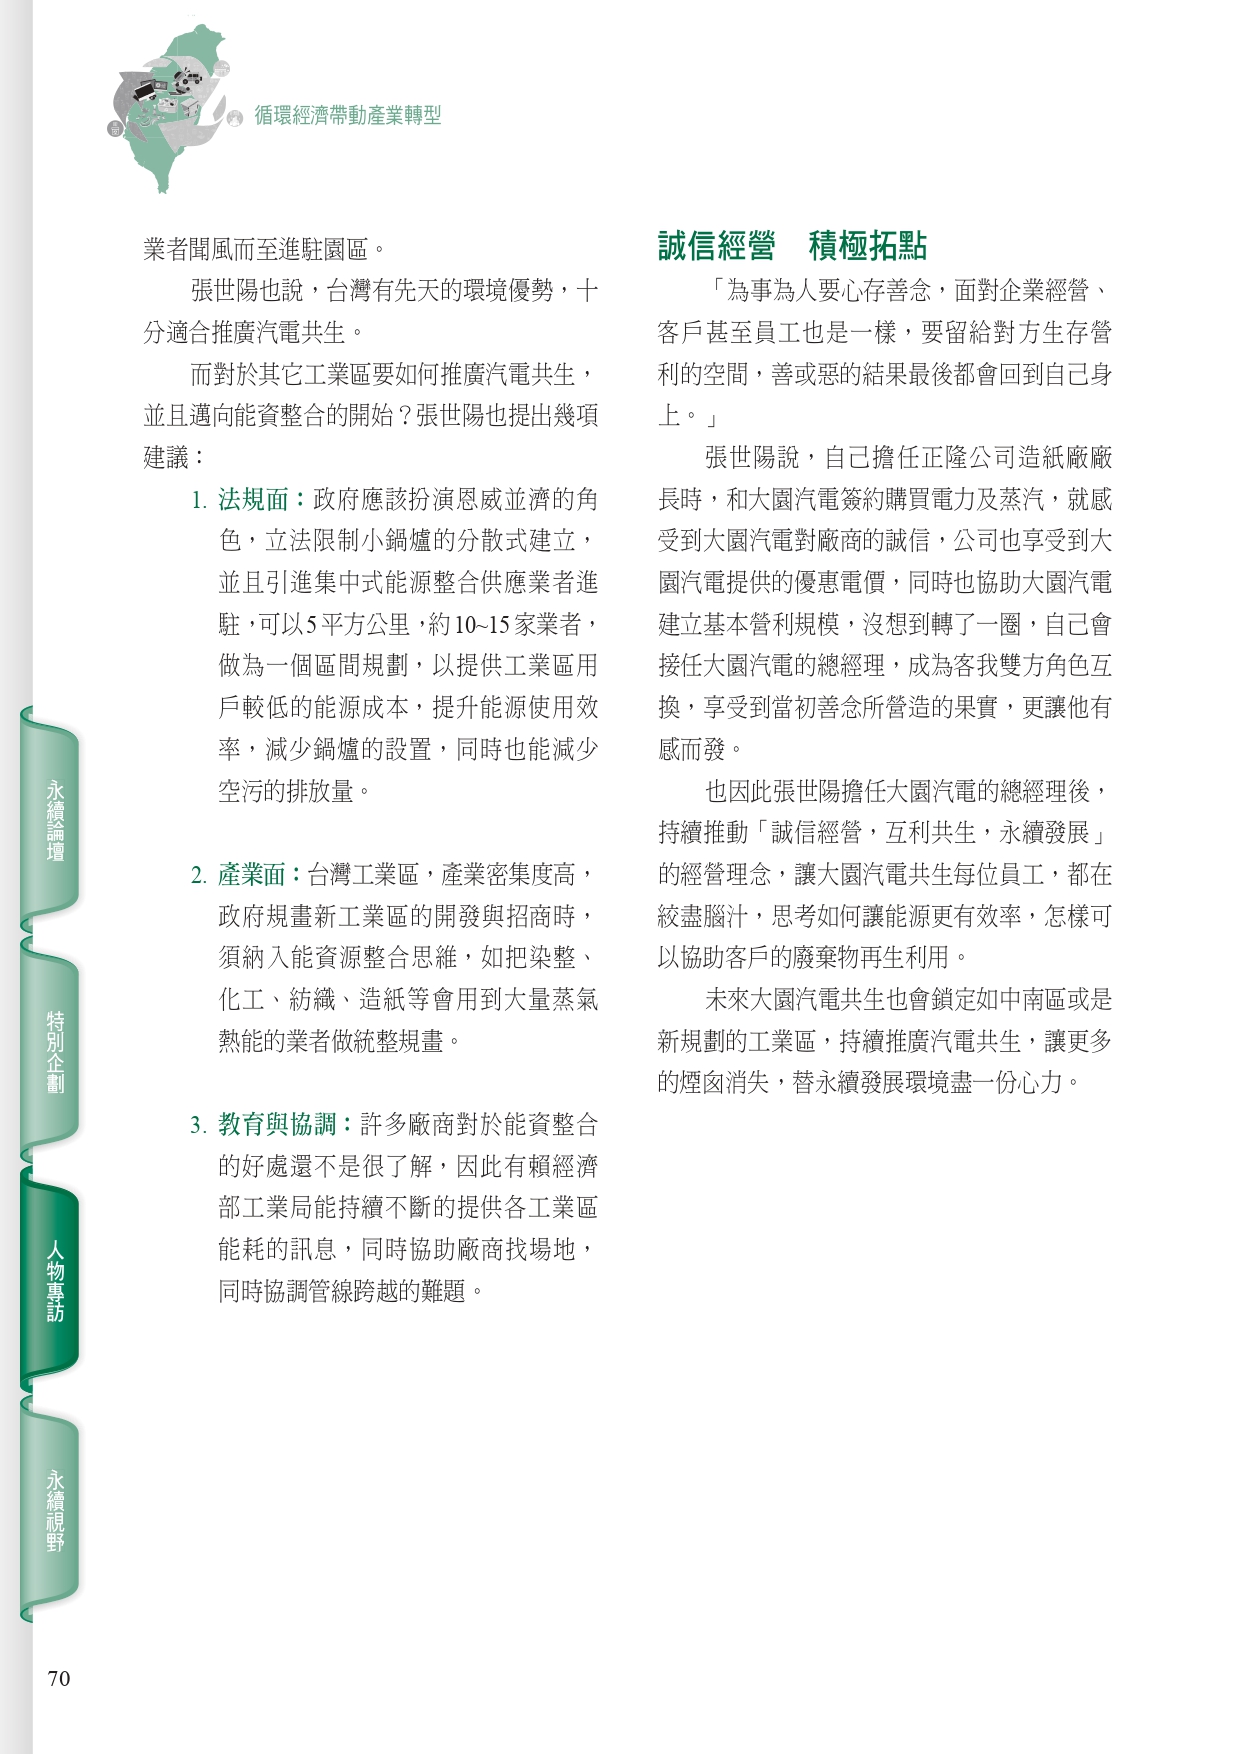 循環經濟帶動產業轉型
業者聞風而至進駐園區。
張世陽也說，台灣有先天的環境優勢，十
分適合推廣汽電共生。
而對於其它工業區要如何推廣汽電共生，
並且邁向能資整合的開始？張世陽也提出幾項
建議：
1. 法規面：政府應該扮演恩威並濟的角
色，立法限制小鍋爐的分散式建立，
並且引進集中式能源整合供應業者進
駐，可以5平方公里，約10~15家業者，
做為一個區間規劃，以提供工業區用
戶較低的能源成本，提升能源使用效
率，減少鍋爐的設置，同時也能減少
空污的排放量。
2. 產業面：台灣工業區，產業密集度高，
政府規畫新工業區的開發與招商時，
須納入能資源整合思維，如把染整、
化工、紡織、造紙等會用到大量蒸氣
熱能的業者做統整規畫。
3. 教育與協調：許多廠商對於能資整合
的好處還不是很了解，因此有賴經濟
部工業局能持續不斷的提供各工業區
能耗的訊息，同時協助廠商找場地，
同時協調管線跨越的難題。
誠信經營　積極拓點
「為事為人要心存善念，面對企業經營、
客戶甚至員工也是一樣，要留給對方生存營
利的空間，善或惡的結果最後都會回到自己身
上。」
張世陽說，自己擔任正隆公司造紙廠廠
長時，和大園汽電簽約購買電力及蒸汽，就感
受到大園汽電對廠商的誠信，公司也享受到大
園汽電提供的優惠電價，同時也協助大園汽電
建立基本營利規模，沒想到轉了一圈，自己會
接任大園汽電的總經理，成為客我雙方角色互
換，享受到當初善念所營造的果實，更讓他有
感而發。
也因此張世陽擔任大園汽電的總經理後，
持續推動「誠信經營，互利共生，永續發展」
的經營理念，讓大園汽電共生每位員工，都在
絞盡腦汁，思考如何讓能源更有效率，怎樣可
以協助客戶的廢棄物再生利用。
未來大園汽電共生也會鎖定如中南區或是
新規劃的工業區，持續推廣汽電共生，讓更多
的煙囪消失，替永續發展環境盡一份心力。
永續論壇
特別企劃
人物專訪
永續視野
70